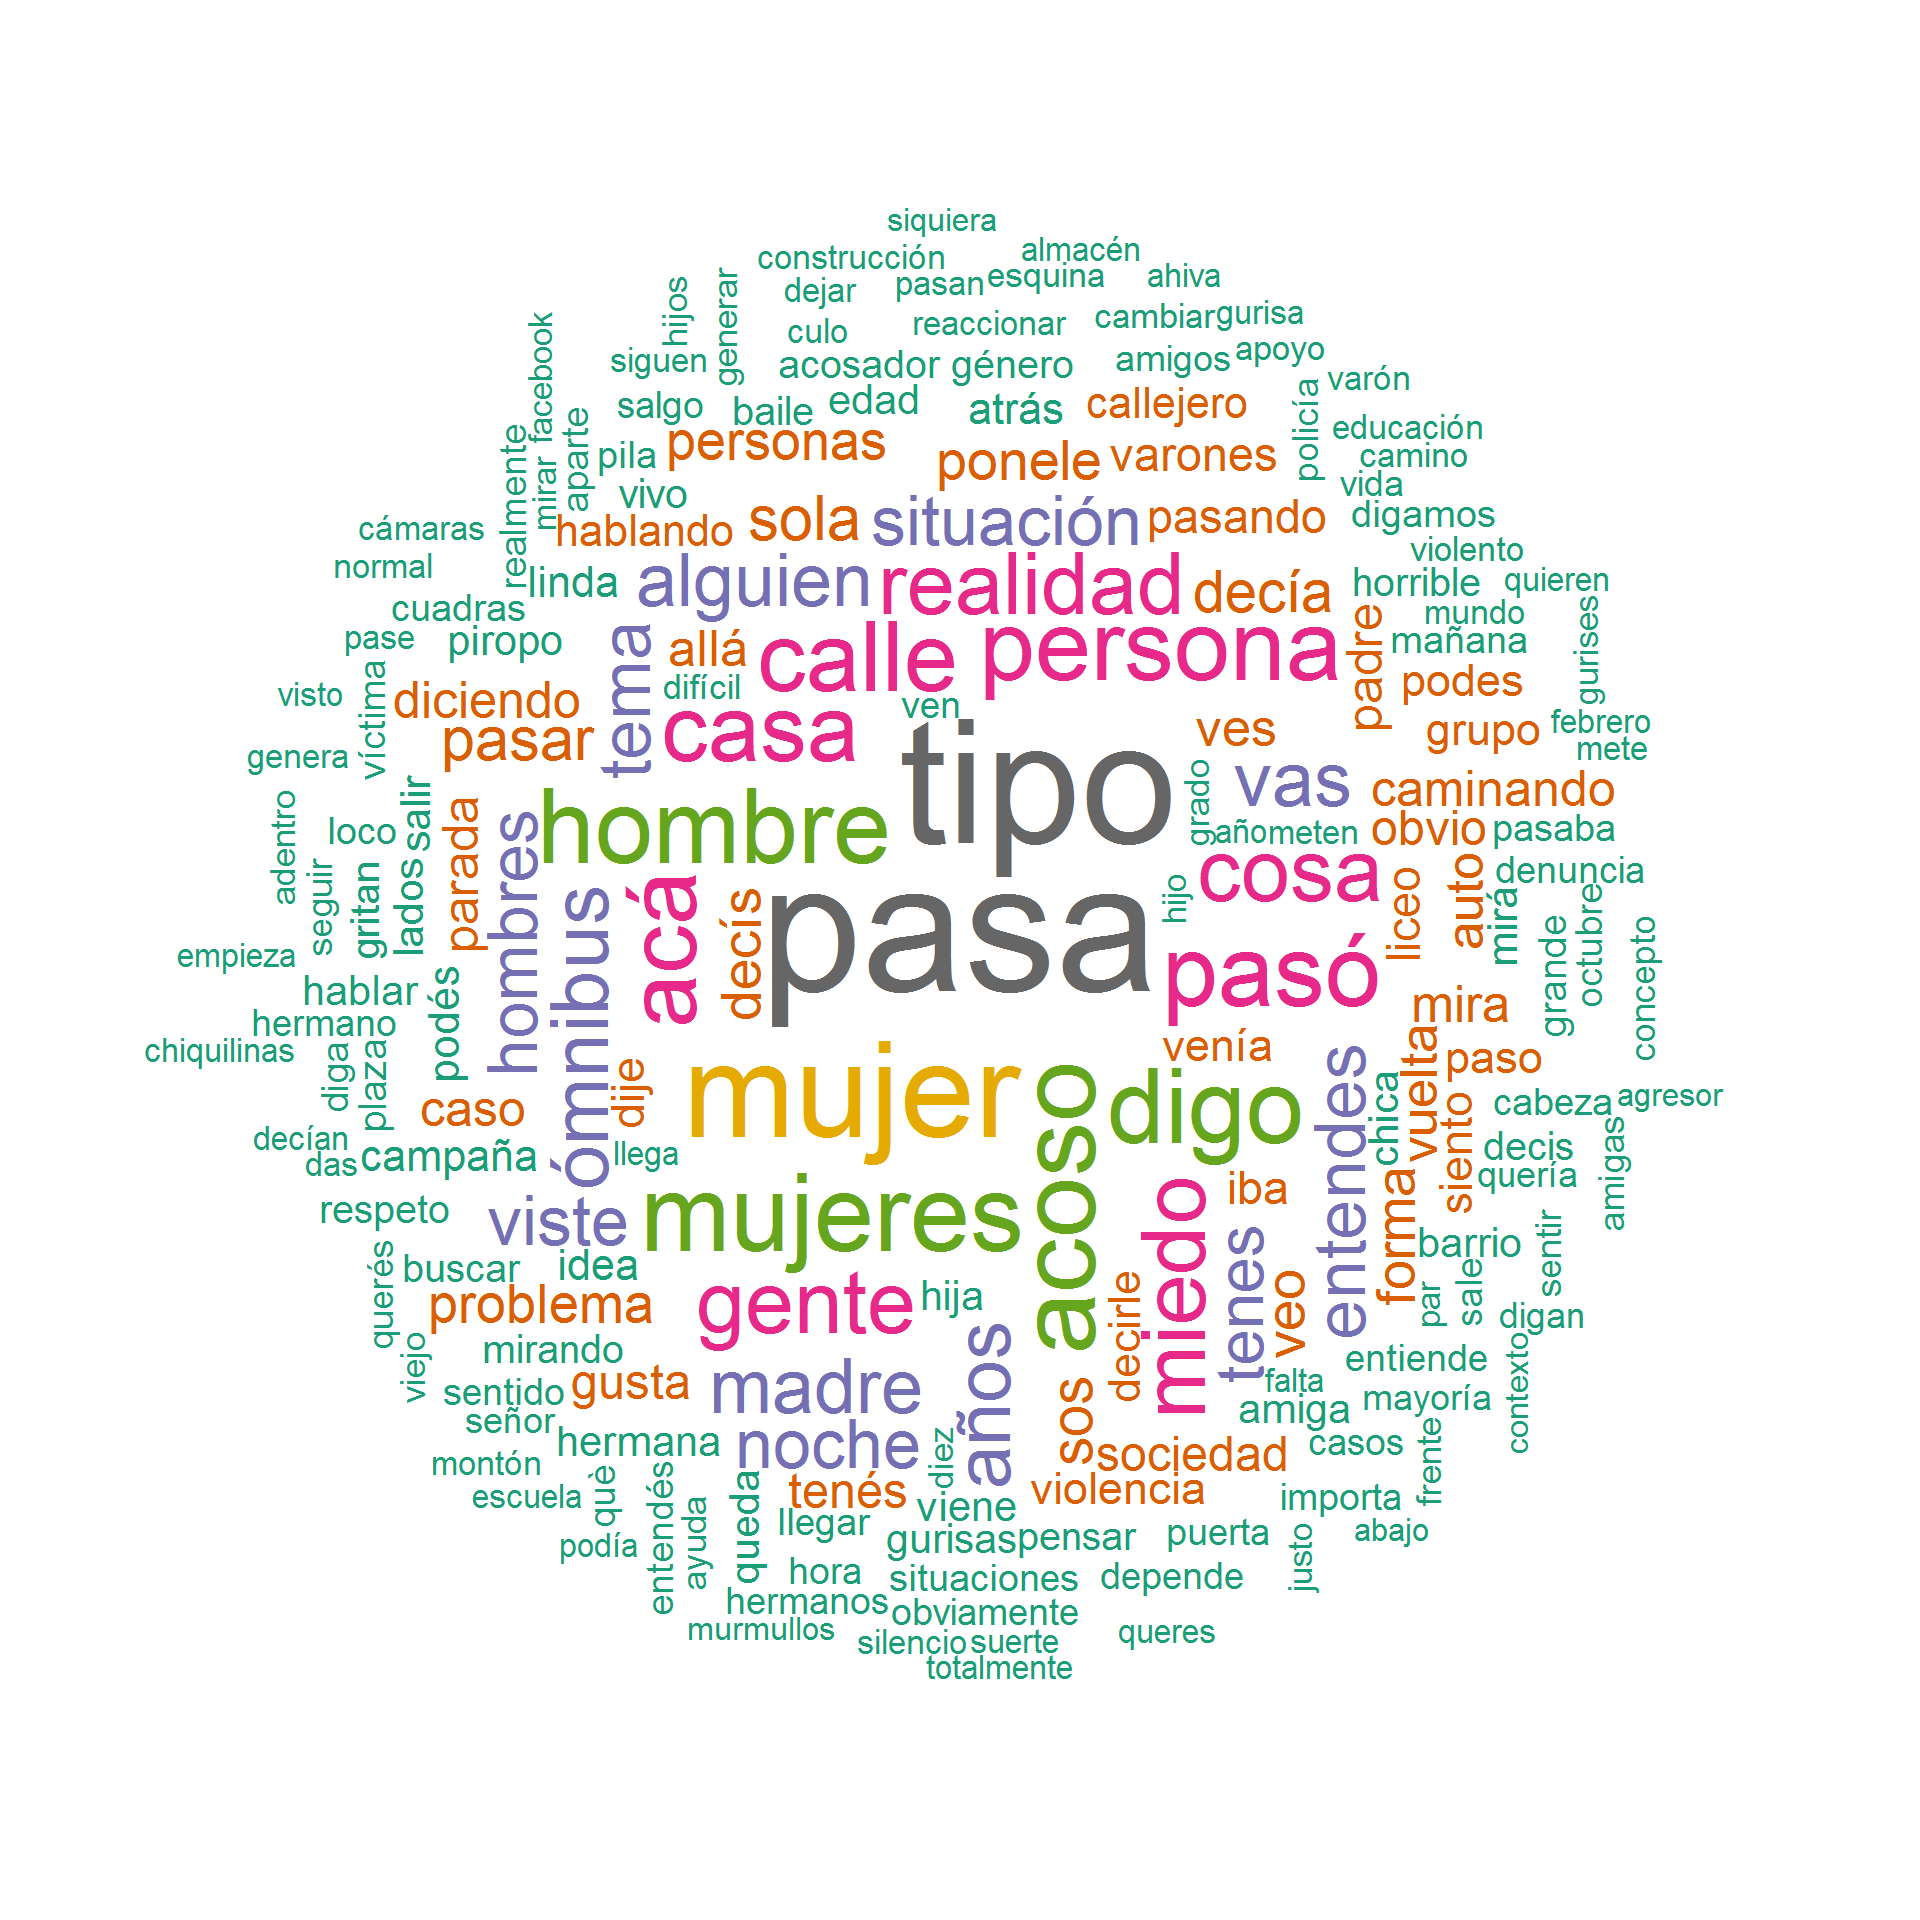 siquiera
construcción
almacén
dejar
pasan
esquina
ahiva
hijos
generar
culo
reaccionar
cambiar
gurisa
facebook
siguen
acosador
género
amigos
apoyo
varón
salgo
baile
edad
atrás
callejero
policía
educación
realmente
mirar
aparte
pila
personas
ponele
varones
camino
vivo
vida
cámaras
hablando
sola
situación
pasando
digamos
normal
linda
alguien
realidad
decía
violento
horrible
quieren
cuadras
mundo
pase
piropo
tema
allá
calle
persona
padre
mañana
gurises
visto
víctima
diciendo
difícil
ven
podes
genera
pasar
casa
tipo
ves
grupo
febrero
mete
adentro
loco
salir
hombre
grado
vas
caminando
año
meten
obvio
pasaba
seguir
gritan
lados
parada
hombres
ómnibus
acá
decís
pasa
hijo
cosa
liceo
auto
mirá
denuncia
empieza
pasó
grande
octubre
concepto
hablar
podés
mira
hermano
chiquilinas
diga
plaza
dije
venía
vuelta
paso
caso
mujer
acoso
digo
entendes
chica
siento
cabeza
agresor
decían
das
campaña
llega
decis
quería
amigas
respeto
viste
mujeres
miedo
iba
forma
barrio
sentir
querés
buscar
idea
tenes
veo
par
sale
problema
gente
hija
decirle
digan
viejo
mirando
años
entiende
contexto
sentido
gusta
madre
sos
falta
mayoría
señor
amiga
montón
hermana
noche
diez
sociedad
casos
frente
escuela
què
tenés
violencia
importa
podía
entendés
ayuda
queda
llegar
viene
abajo
gurisas
pensar
puerta
justo
hora
situaciones
depende
hermanos
obviamente
murmullos
silencio
suerte
queres
totalmente